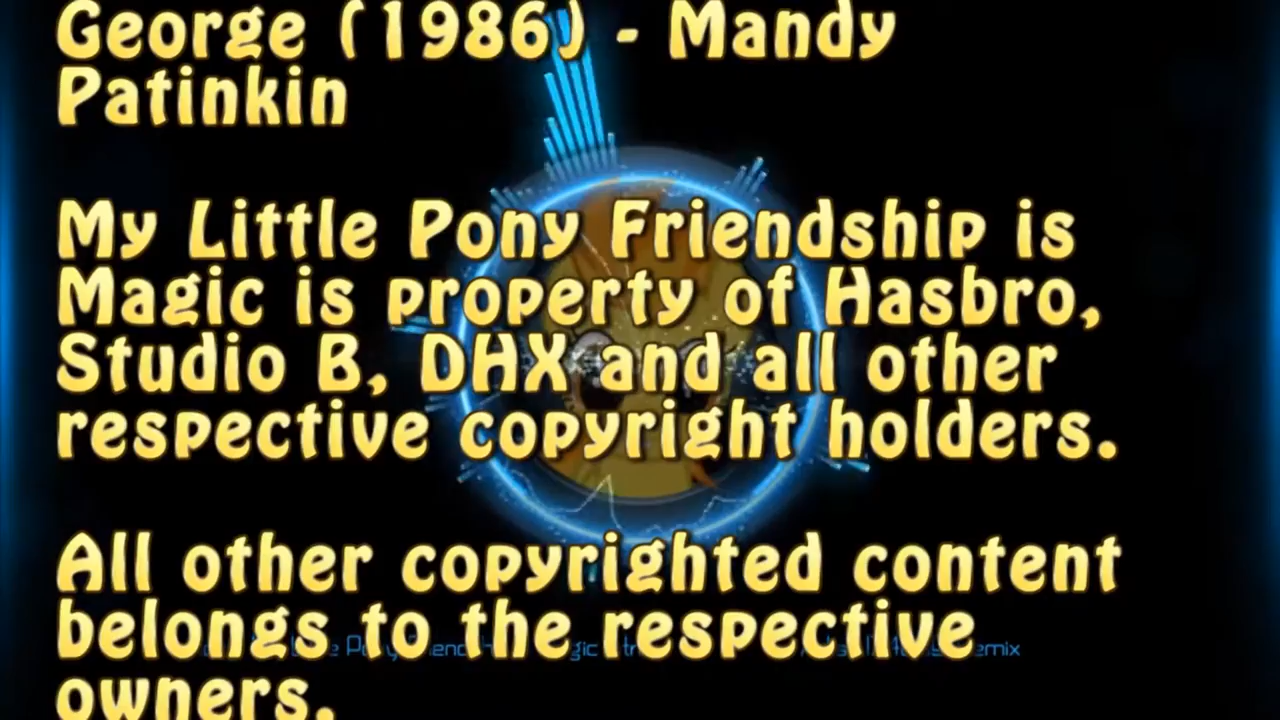 George (1986) - Mandy
Patinkin
My Little Pony Friendship is
Magic is property of Hasbro,
Studio B, DHX and all other
respective copyright holders.
All other copyrighted content
belongs to the respective
owners.